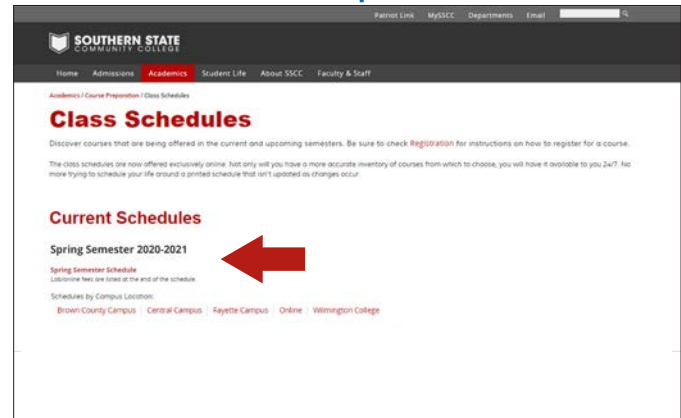 Patriot Link MySSCC Departments Email
SOUTHERN STATE
COMMUNITY COLLEGE
Home Admissions Academics Student Life About SSCC Faculty & Staff
Academics / Course Preparation / Class Schedules
Class Schedules
Discover courses that are being offered in the current and upcoming semesters. Be sure to check Registration for instructions on how to register for a course.
The class schedules are now offered exclusively online. Not only will you have a more accurate inventory of courses from which to choose, you will have it available to you 24/7. No
more trying to schedule your life around a printed schedule that isn't updated as changes occur.
Current Schedules
Spring Semester 2020-2021
Spring Semester Schedule
Lab/online fees are listed at the end of the schedule.
Schedules by Campus Location:
Brown County Campus | Central Campus | Fayette Campus | Online | Wilmington College